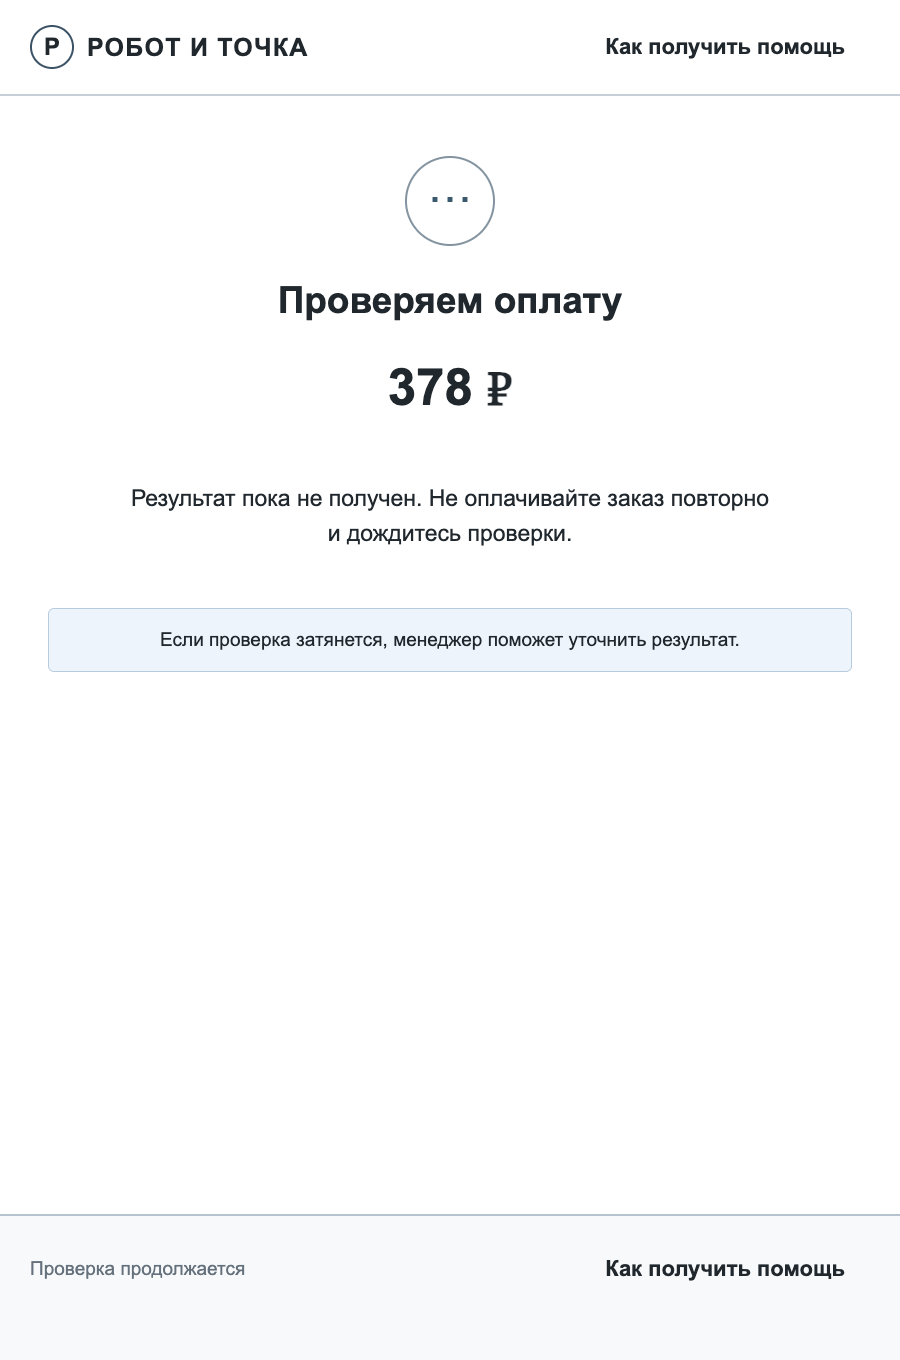 Р РОБОТ И ТОЧКА
Как получить помощь
...
Проверяем оплату
378 ₽
Результат пока не получен. Не оплачивайте заказ повторно
и дождитесь проверки.
Если проверка затянется, менеджер поможет уточнить результат.
Проверка продолжается
Как получить помощь